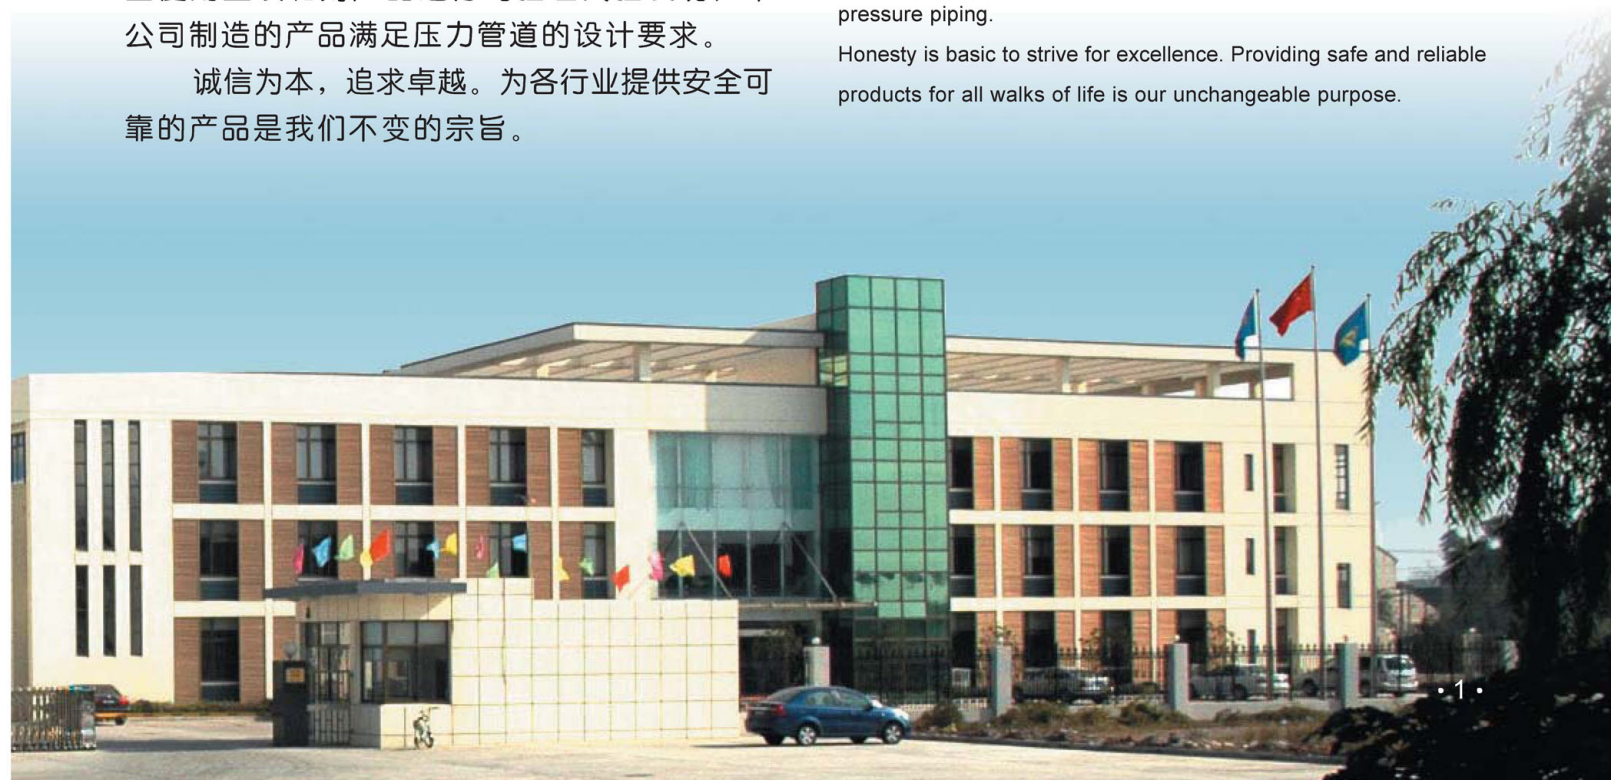 公司制造的产品满足压力管道的设计要求。
诚信为本，追求卓越。为各行业提供安全可
靠的产品是我们不变的宗旨。
pressure piping.
Honesty is basic to strive for excellence. Providing safe and reliable
products for all walks of life is our unchangeable purpose.
• 1 •